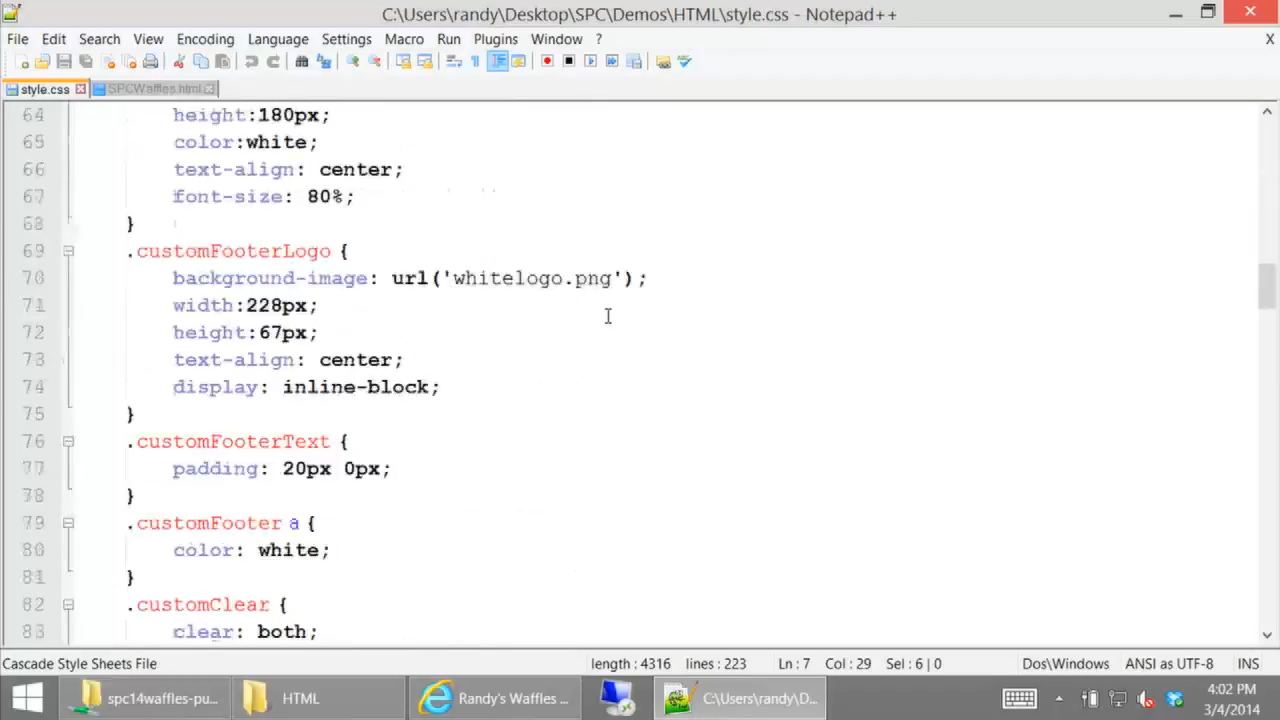 C:\Users\randy\Desktop\SPC\Demos\HTML\style.css - Notepad++
File Edit Search View Encoding Language Settings Macro Run Plugins Window ? X
style.css SPCWaffles.html
64 height:180px;
65 color:white;
66 text-align: center;
67 font-size: 80%;
68 }
69 .customFooterLogo {
70 background-image: url('whitelogo.png');
71 width:228px;
72 height:67px;
73 text-align: center;
74 display: inline-block;
75 }
76 .customFooterText {
77 padding: 20px 0px;
78 }
79 .customFooter a {
80 color: white;
81 }
82 .customClear {
83 clear: both;
Cascade Style Sheets File length : 4316 lines : 223 Ln : 7 Col : 29 Sel : 6 | 0 Dos\Windows ANSI as UTF-8 INS
spc14waffles-pu... HTML Randy's Waffles ... C:\Users\randy\D... 4:02 PM
3/4/2014